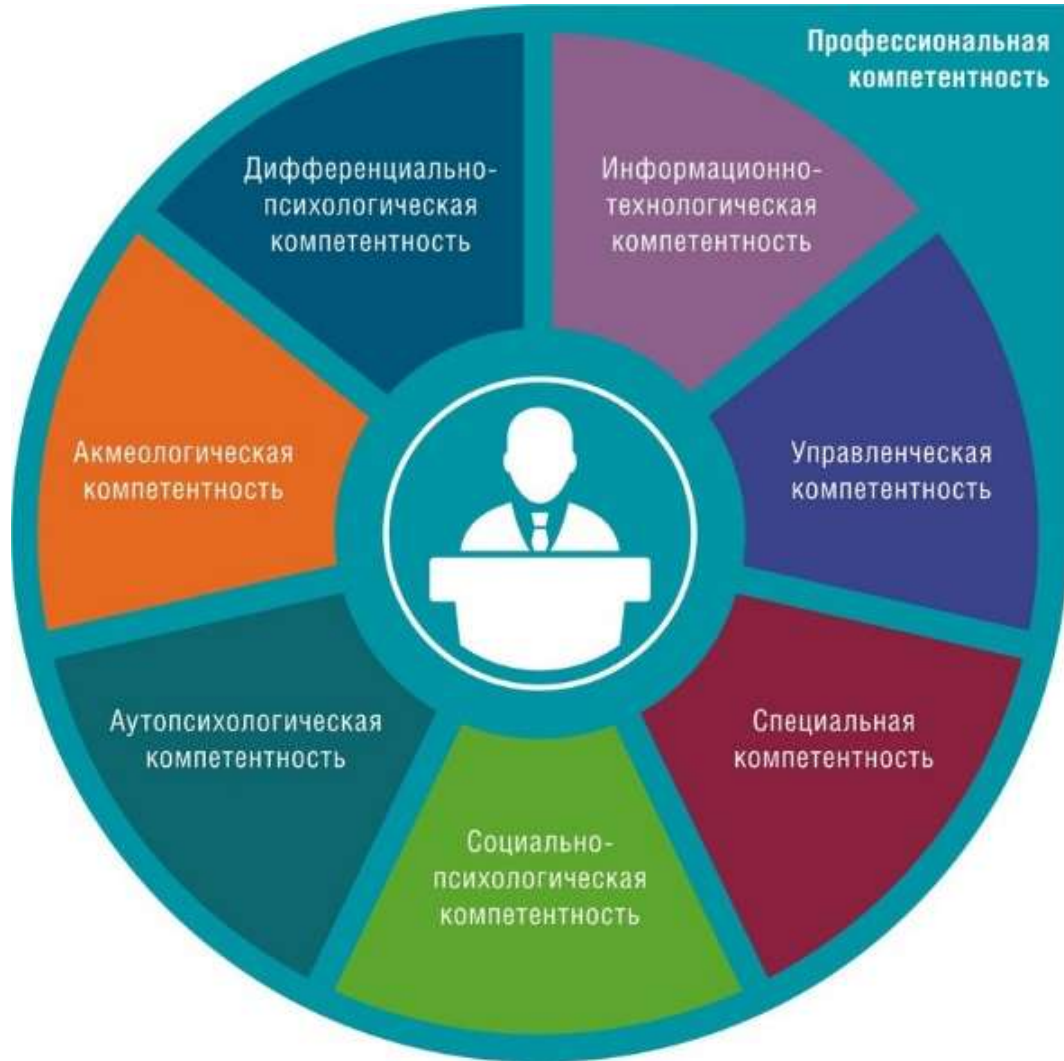 Профессиональная
компетентность
Дифференциально-
психологическая
компетентность
Информационно-
технологическая
компетентность
Акмеологическая
компетентность
Управленческая
компетентность
Аутопсихологическая
компетентность
Специальная
компетентность
Социально-
психологическая
компетентность